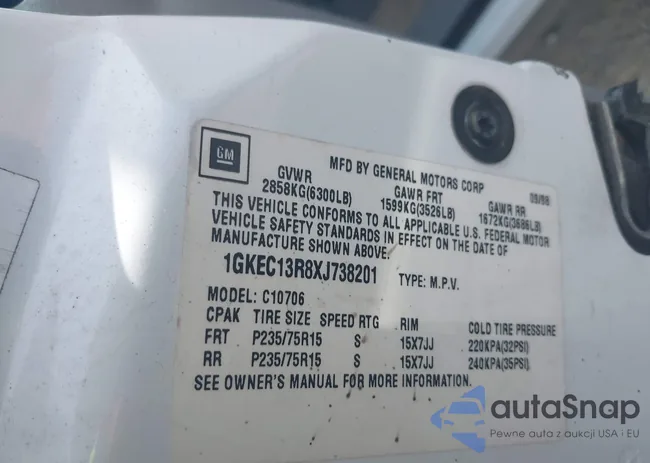 GM
MFD BY GENERAL MOTORS CORP 09/98
GVWR GAWR FRT GAWR RR
2858KG(6300LB) 1599KG(3526LB) 1672KG(3686LB)
THIS VEHICLE CONFORMS TO ALL APPLICABLE U.S. FEDERAL MOTOR
VEHICLE SAFETY STANDARDS IN EFFECT ON THE DATE OF
MANUFACTURE SHOWN ABOVE.
1GKEC13R8XJ738201 TYPE: M.P.V.
MODEL: C10706
CPAK TIRE SIZE SPEED RTG RIM COLD TIRE PRESSURE
FRT P235/75R15 S 15X7JJ 220KPA(32PSI)
RR P235/75R15 S 15X7JJ 240KPA(35PSI)
SEE OWNER'S MANUAL FOR MORE INFORMATION.
autaSnap
Pewne auta z aukcji USA i EU